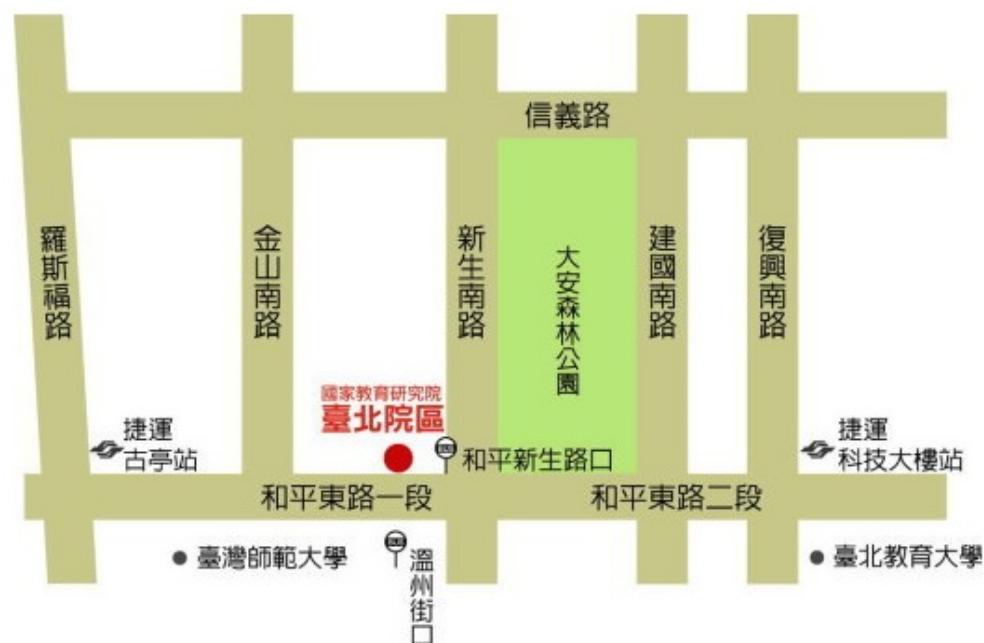 信義路
羅斯福路
金山南路
新生南路
大安森林公園
建國南路
復興南路
國家教育研究院
臺北院區
捷運
古亭站
和平新生路口
捷運
科技大樓站
和平東路一段
和平東路二段
臺灣師範大學
溫州街口
臺北教育大學